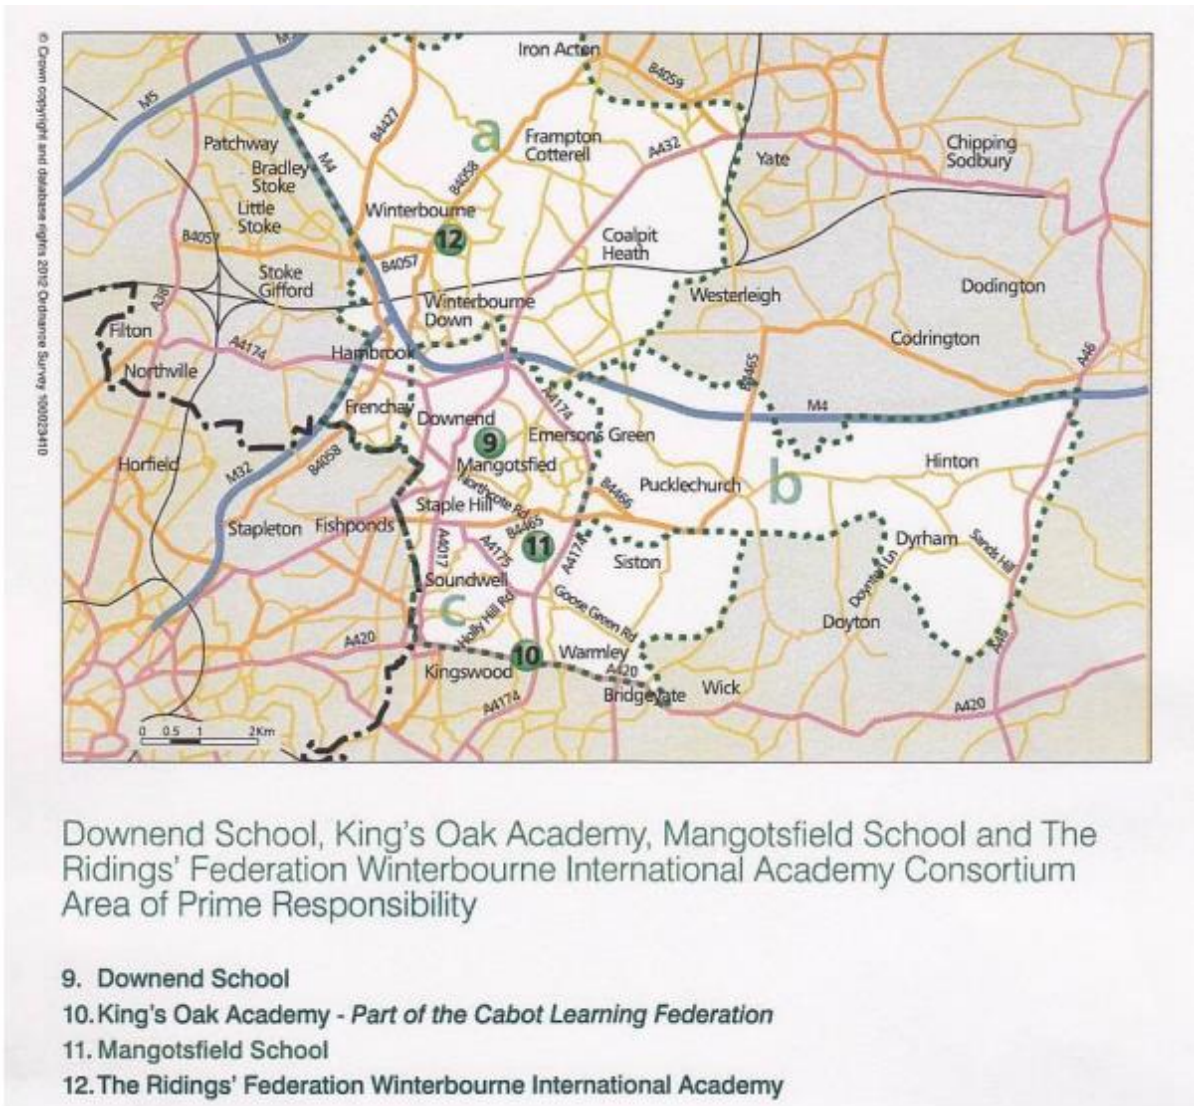 © Crown copyright and database rights 2012 Ordnance Survey 100023410
Iron Acton
M5
B4059
B4427
a
Frampton
Cotterell
A432
Chipping
Sodbury
Patchway
M4
Yate
Bradley
Stoke
B4058
Little
Stoke
Winterbourne
12
B4057
Coalpit
Heath
B4057
Stoke
Gifford
Westerleigh
Dodington
A38
Winterbourne
Down
Filton
Codrington
A4174
Hambrook
A46
Northville
B4465
A4174
Frenchay
M4
Downend
9
Emersons Green
Horfield
B4058
Mangotsfied
Hinton
M32
Northcote Rd
Pucklechurch
b
B4466
Staple Hill
Stapleton
Fishponds
B4465
A4017
A4175
11
A4174
Siston
Dyrham
Sands Hill
Soundwell
Doynton Ln
c
Holly Hill Rd
Goose Green Rd
Doyton
A420
10
Warmley
A46
Kingswood
A420
Bridgeyate
Wick
A4174
A420
0 0.5 1 2Km
Downend School, King's Oak Academy, Mangotsfield School and The
Ridings' Federation Winterbourne International Academy Consortium
Area of Prime Responsibility
9. Downend School
10. King's Oak Academy - Part of the Cabot Learning Federation
11. Mangotsfield School
12. The Ridings' Federation Winterbourne International Academy